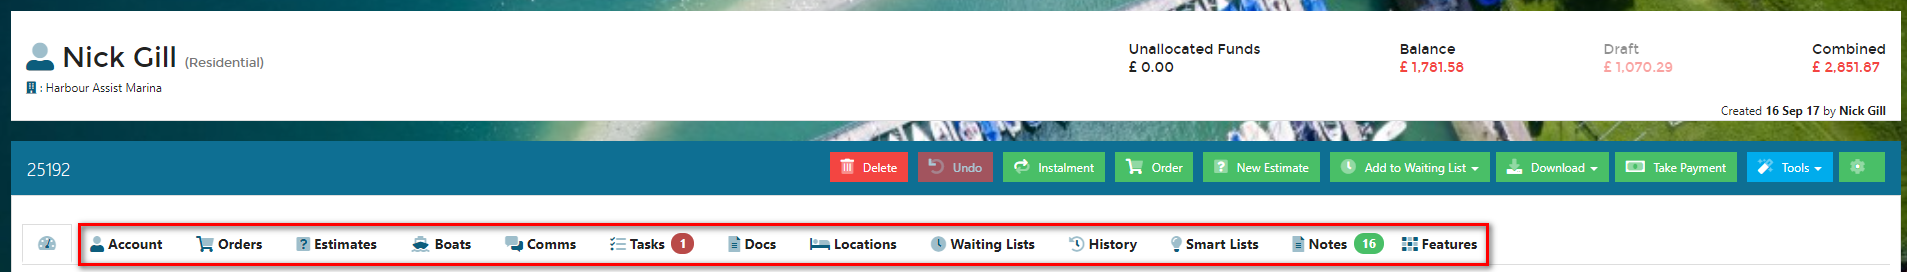 Nick Gill (Residential)
: Harbour Assist Marina
Unallocated Funds
£ 0.00
Balance
£ 1,781.58
Draft
£ 1,070.29
Combined
£ 2,851.87
Created 16 Sep 17 by Nick Gill
25192
Delete
Undo
Instalment
Order
New Estimate
Add to Waiting List
Download
Take Payment
Tools
Account
Orders
Estimates
Boats
Comms
Tasks 1
Docs
Locations
Waiting Lists
History
Smart Lists
Notes 16
Features